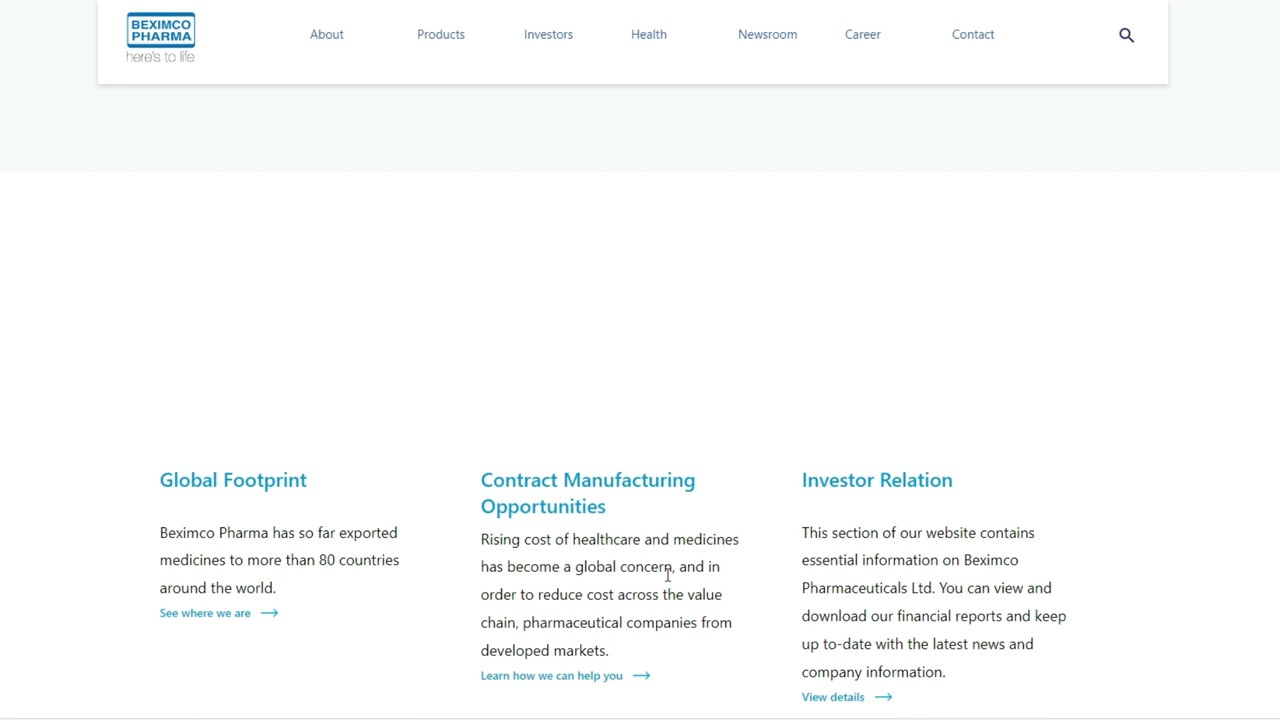 BEXIMCO
PHARMA
here's to life
About
Products
Investors
Health
Newsroom
Career
Contact
Global Footprint
Beximco Pharma has so far exported
medicines to more than 80 countries
around the world.
See where we are
Contract Manufacturing
Opportunities
Rising cost of healthcare and medicines
has become a global concern, and in
order to reduce cost across the value
chain, pharmaceutical companies from
developed markets.
Learn how we can help you
Investor Relation
This section of our website contains
essential information on Beximco
Pharmaceuticals Ltd. You can view and
download our financial reports and keep
up to-date with the latest news and
company information.
View details